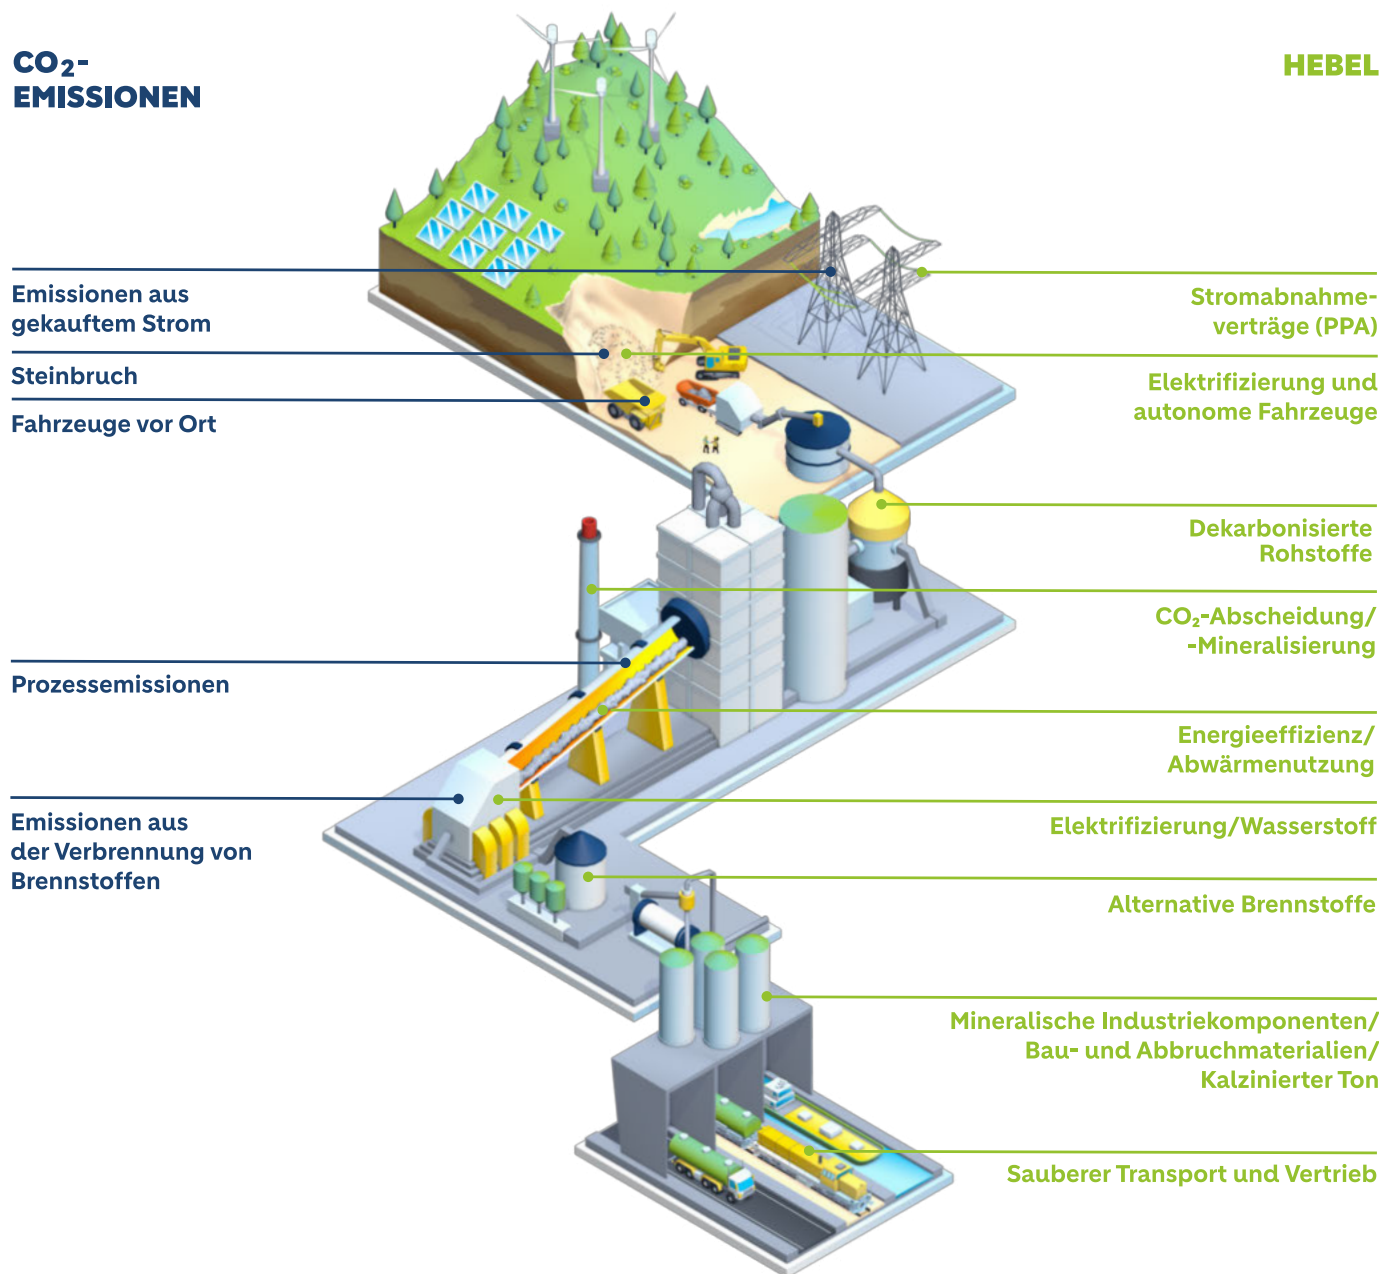 CO₂-
EMISSIONEN
HEBEL
Emissionen aus
gekauftem Strom
Steinbruch
Fahrzeuge vor Ort
Prozessemissionen
Emissionen aus
der Verbrennung von
Brennstoffen
Stromabnahme-
verträge (PPA)
Elektrifizierung und
autonome Fahrzeuge
Dekarbonisierte
Rohstoffe
CO₂-Abscheidung/
-Mineralisierung
Energieeffizienz/
Abwärmenutzung
Elektrifizierung/Wasserstoff
Alternative Brennstoffe
Mineralische Industriekomponenten/
Bau- und Abbruchmaterialien/
Kalzinierter Ton
Sauberer Transport und Vertrieb